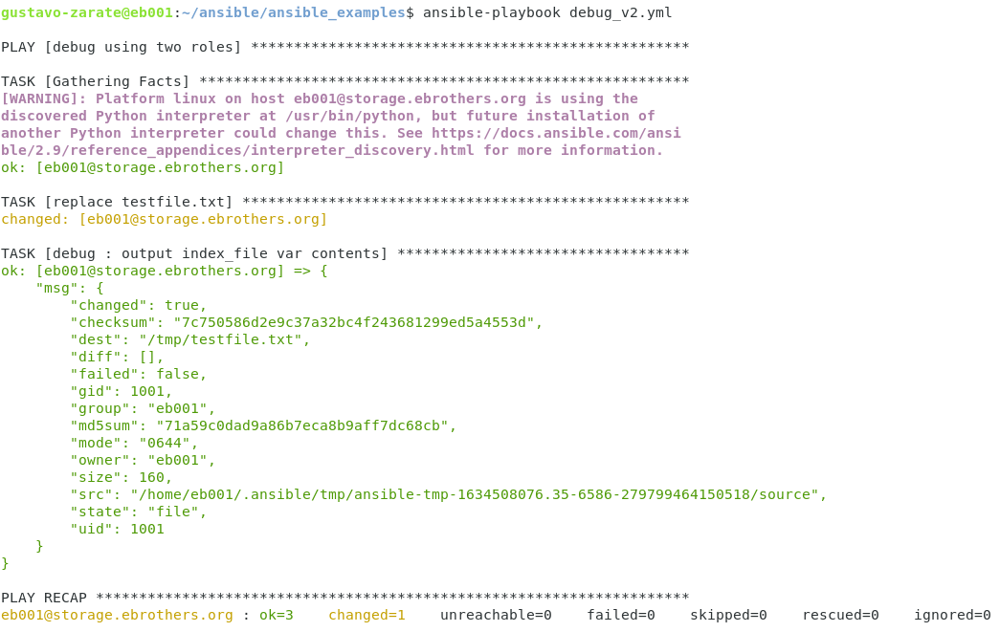 gustavo-zarate@eb001:~/ansible/ansible_examples$ ansible-playbook debug_v2.yml

PLAY [debug using two roles] ***************************************************

TASK [Gathering Facts] *********************************************************
[WARNING]: Platform linux on host eb001@storage.ebrothers.org is using the
discovered Python interpreter at /usr/bin/python, but future installation of
another Python interpreter could change this. See https://docs.ansible.com/ansi
ble/2.9/reference_appendices/interpreter_discovery.html for more information.
ok: [eb001@storage.ebrothers.org]

TASK [replace testfile.txt] ****************************************************
changed: [eb001@storage.ebrothers.org]

TASK [debug : output index_file var contents] **********************************
ok: [eb001@storage.ebrothers.org] => {
    "msg": {
        "changed": true,
        "checksum": "7c750586d2e9c37a32bc4f243681299ed5a4553d",
        "dest": "/tmp/testfile.txt",
        "diff": [],
        "failed": false,
        "gid": 1001,
        "group": "eb001",
        "md5sum": "71a59c0dad9a86b7eca8b9aff7dc68cb",
        "mode": "0644",
        "owner": "eb001",
        "size": 160,
        "src": "/home/eb001/.ansible/tmp/ansible-tmp-1634508076.35-6586-279799464150518/source",
        "state": "file",
        "uid": 1001
    }
}

PLAY RECAP *********************************************************************
eb001@storage.ebrothers.org : ok=3    changed=1    unreachable=0    failed=0    skipped=0    rescued=0    ignored=0